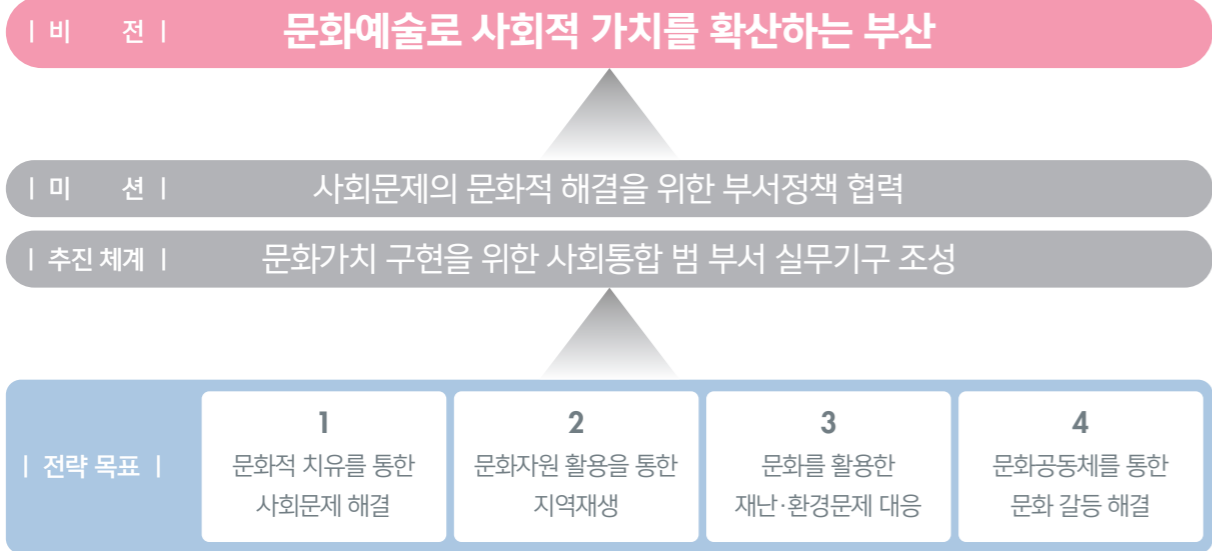 | 비 전 | 문화예술로 사회적 가치를 확산하는 부산
| 미 션 | 사회문제의 문화적 해결을 위한 부서정책 협력
| 추진 체계 | 문화가치 구현을 위한 사회통합 범 부서 실무기구 조성
| 전략 목표 |
1
문화적 치유를 통한
사회문제 해결
2
문화자원 활용을 통한
지역재생
3
문화를 활용한
재난·환경문제 대응
4
문화공동체를 통한
문화 갈등 해결